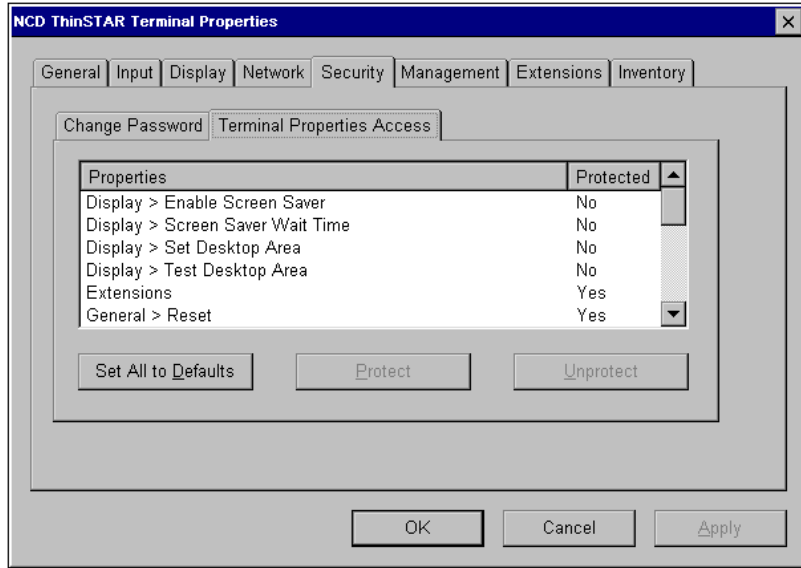 NCD ThinSTAR Terminal Properties
General Input Display Network Security Management Extensions Inventory
Change Password Terminal Properties Access
Properties Protected
Display > Enable Screen Saver No
Display > Screen Saver Wait Time No
Display > Set Desktop Area No
Display > Test Desktop Area No
Extensions Yes
General > Reset Yes
Set All to Defaults Protect Unprotect
OK Cancel Apply